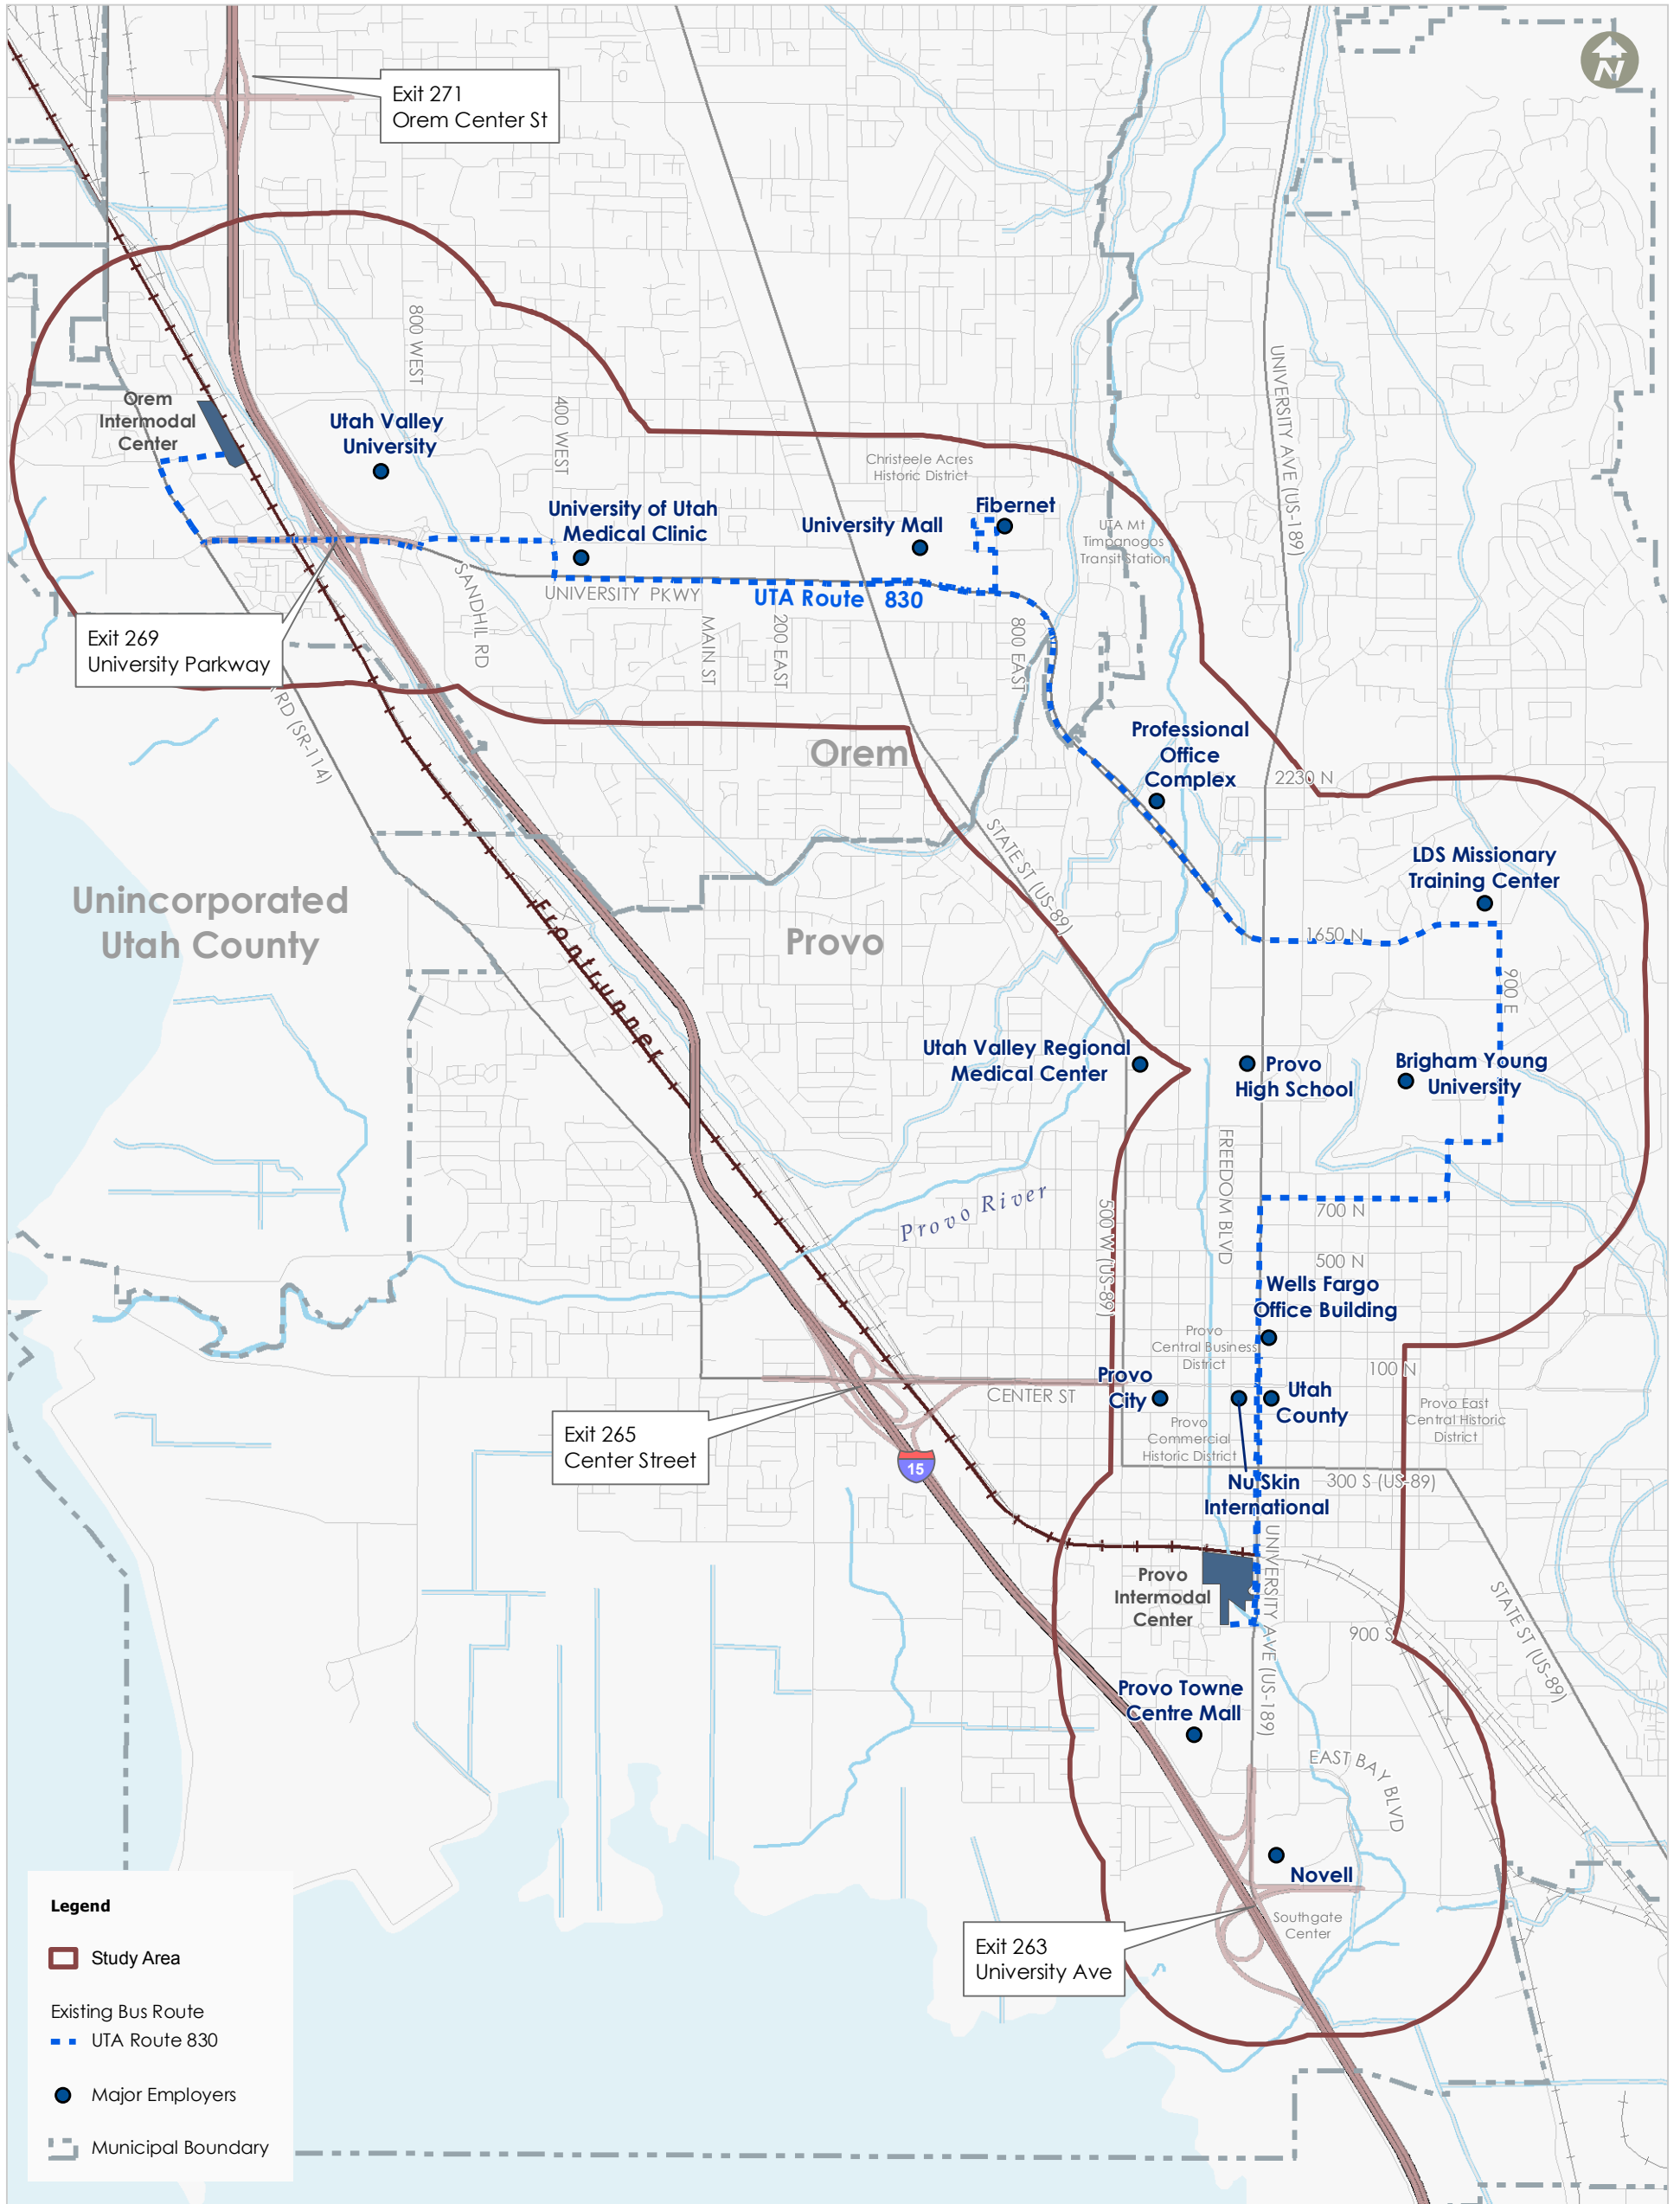 N
Exit 271
Orem Center St
800 WEST
400 WEST
UNIVERSITY AVE (US-189)
Orem
Intermodal
Center
Utah Valley
University
Christeele Acres
Historic District
University of Utah
Medical Clinic
University Mall
Fibernet
UTA Mt
Timpanogos
Transit Station
UNIVERSITY PKWY
UTA Route 830
SANDHIL RD
MAIN ST
200 EAST
800 EAST
Exit 269
University Parkway
RD (SR-114)
Orem
Professional
Office
Complex
2230 N
STATE ST (US-89)
LDS Missionary
Training Center
Unincorporated
Utah County
Frontrunner
Provo
1650 N
900 E
Utah Valley Regional
Medical Center
Provo
High School
Brigham Young
University
FREEDOM BLVD
Provo River
500 W (US-89)
700 N
500 N
Wells Fargo
Office Building
Provo
Central Business
District
100 N
Provo
City
CENTER ST
Utah
County
Provo East
Central Historic
District
Provo
Commercial
Historic District
Exit 265
Center Street
15
Nu Skin
International
300 S (US-89)
Provo
Intermodal
Center
UNIVERSITY AVE (US-189)
900 S
STATE ST (US-89)
Provo Towne
Centre Mall
EAST BAY BLVD
Novell
Southgate
Center
Exit 263
University Ave
Legend
Study Area
Existing Bus Route
UTA Route 830
Major Employers
Municipal Boundary